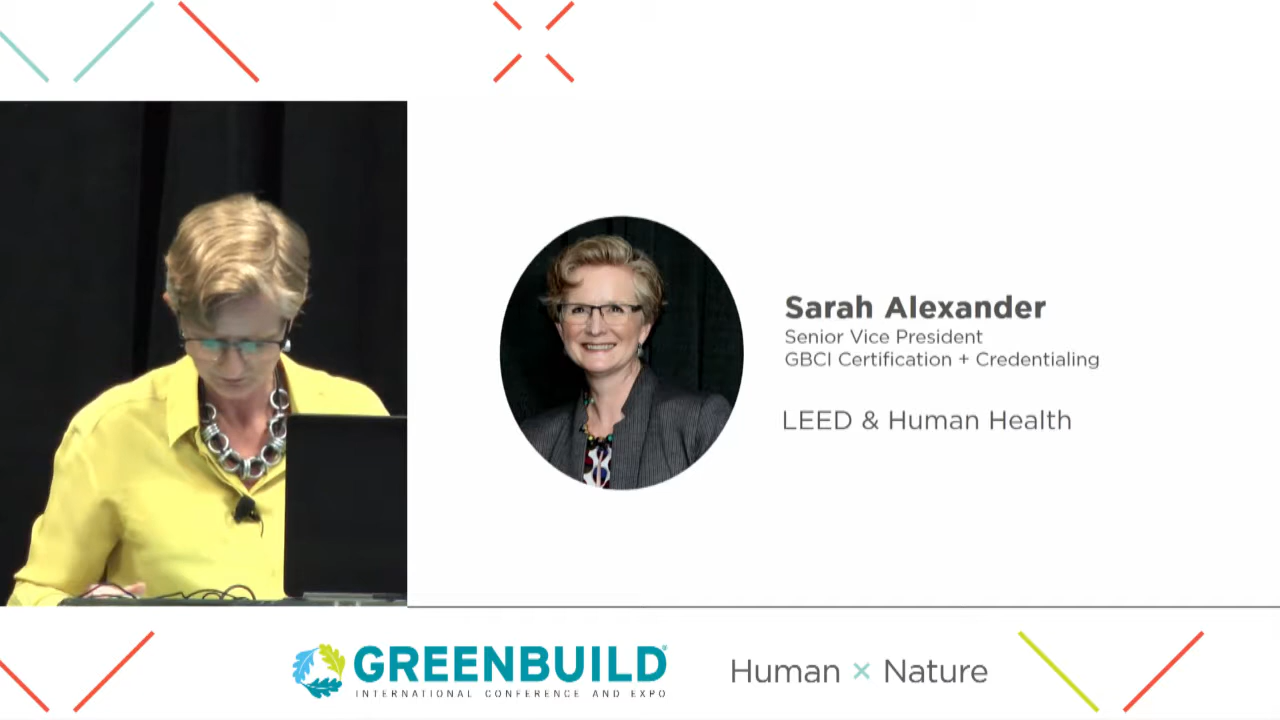 Sarah Alexander
Senior Vice President
GBCI Certification + Credentialing
LEED & Human Health
GREENBUILD®
INTERNATIONAL CONFERENCE AND EXPO
Human × Nature